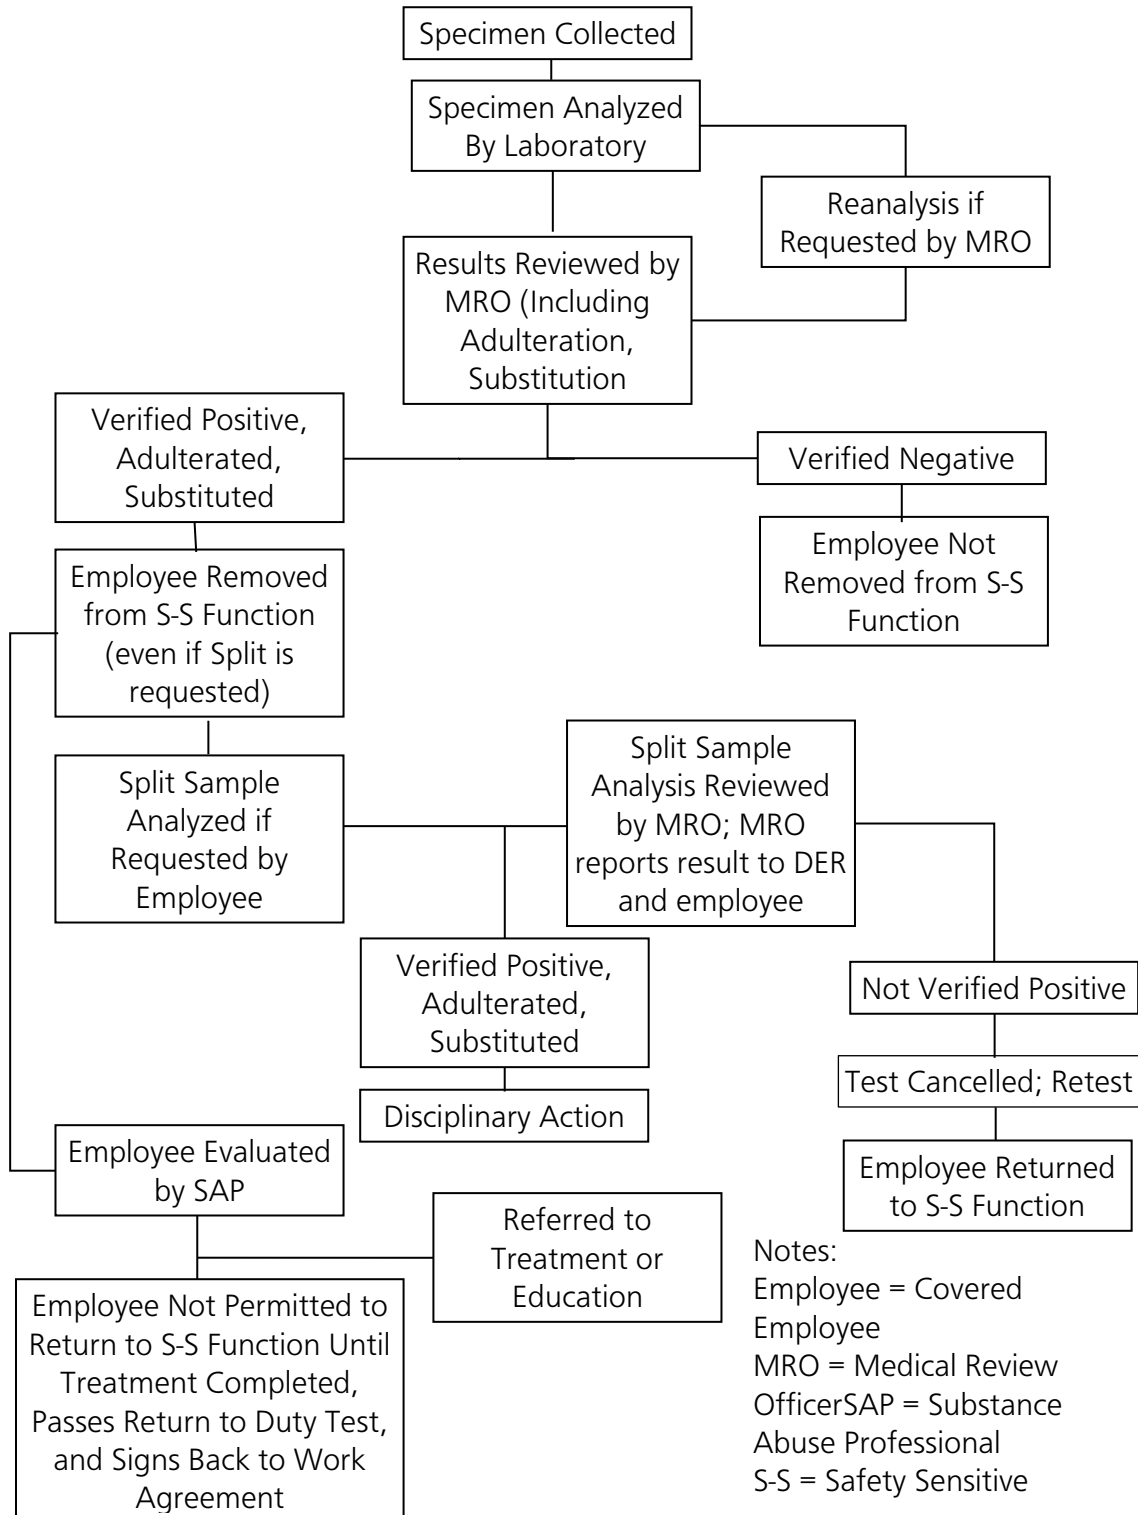 Specimen Collected
Specimen Analyzed
By Laboratory
Reanalysis if
Requested by MRO
Results Reviewed by
MRO (Including
Adulteration,
Substitution
Verified Positive,
Adulterated,
Substituted
Verified Negative
Employee Removed
from S-S Function
(even if Split is
requested)
Employee Not
Removed from S-S
Function
Split Sample
Analyzed if
Requested by
Employee
Split Sample
Analysis Reviewed
by MRO; MRO
reports result to DER
and employee
Verified Positive,
Adulterated,
Substituted
Not Verified Positive
Disciplinary Action
Test Cancelled; Retest
Employee Evaluated
by SAP
Employee Returned
to S-S Function
Referred to
Treatment or
Education
Employee Not Permitted to
Return to S-S Function Until
Treatment Completed,
Passes Return to Duty Test,
and Signs Back to Work
Agreement
Notes:
Employee = Covered
Employee
MRO = Medical Review
OfficerSAP = Substance
Abuse Professional
S-S = Safety Sensitive